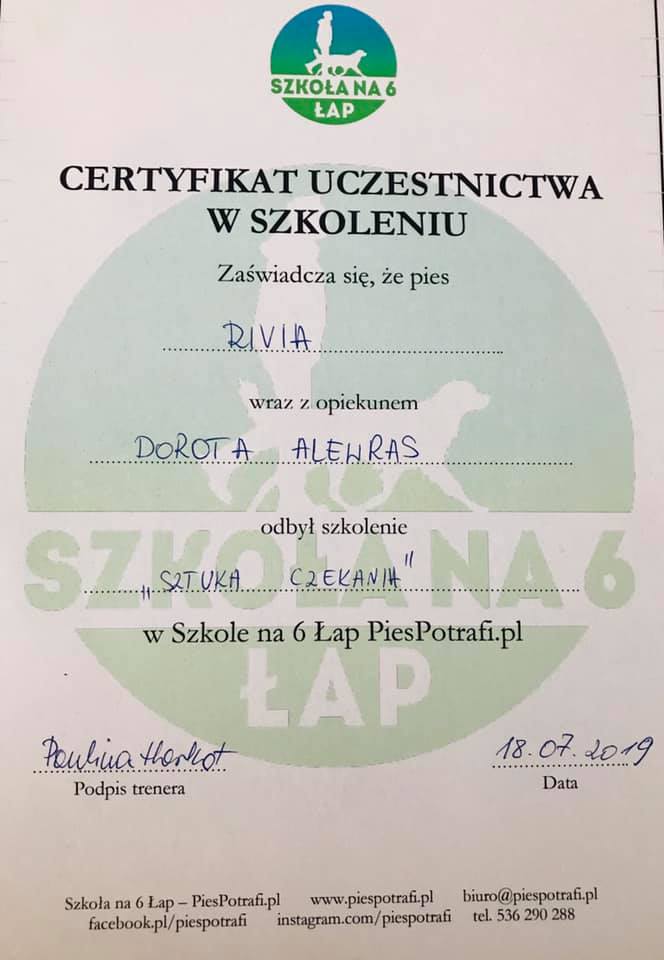 SZKOŁA NA 6
ŁAP
CERTYFIKAT UCZESTNICTWA
W SZKOLENIU
Zaświadcza się, że pies
RIVIA
wraz z opiekunem
DOROTA ALEWRAS
odbył szkolenie
SZKOŁA NA 6
„SZTUKA CZEKANIA"
w Szkole na 6 Łap PiesPotrafi.pl
ŁAP
Paulina Harkot 18.07.2019
Podpis trenera Data
Szkoła na 6 Łap – PiesPotrafi.pl www.piespotrafi.pl biuro@piespotrafi.pl
facebook.pl/piespotrafi instagram.com/piespotrafi tel. 536 290 288